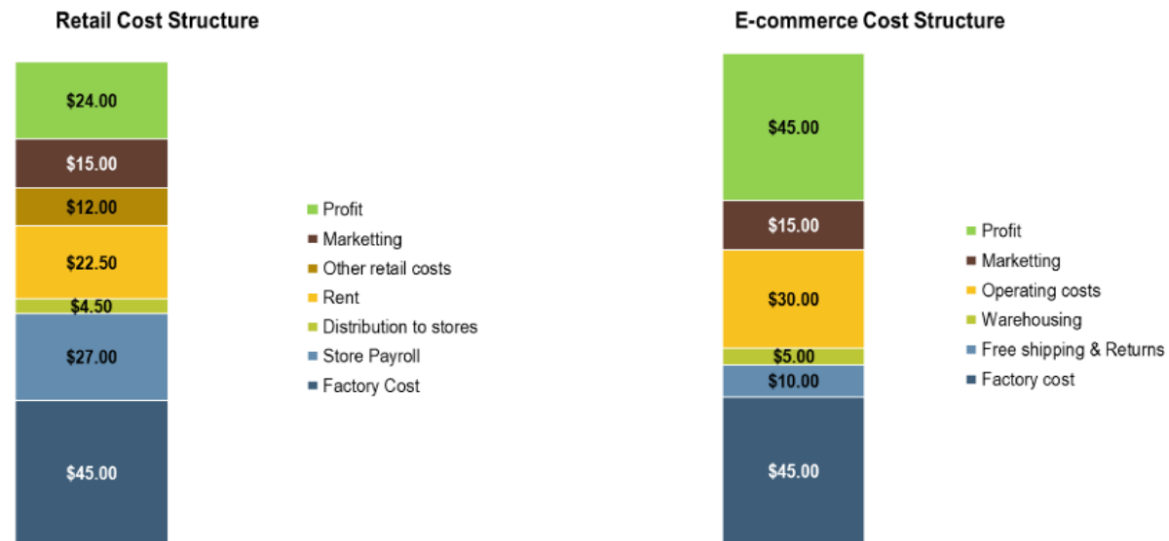 Retail Cost Structure
$24.00
$15.00
$12.00
$22.50
$4.50
$27.00
$45.00
Profit
Marketting
Other retail costs
Rent
Distribution to stores
Store Payroll
Factory Cost
E-commerce Cost Structure
$45.00
$15.00
$30.00
$5.00
$10.00
$45.00
Profit
Marketting
Operating costs
Warehousing
Free shipping & Returns
Factory cost